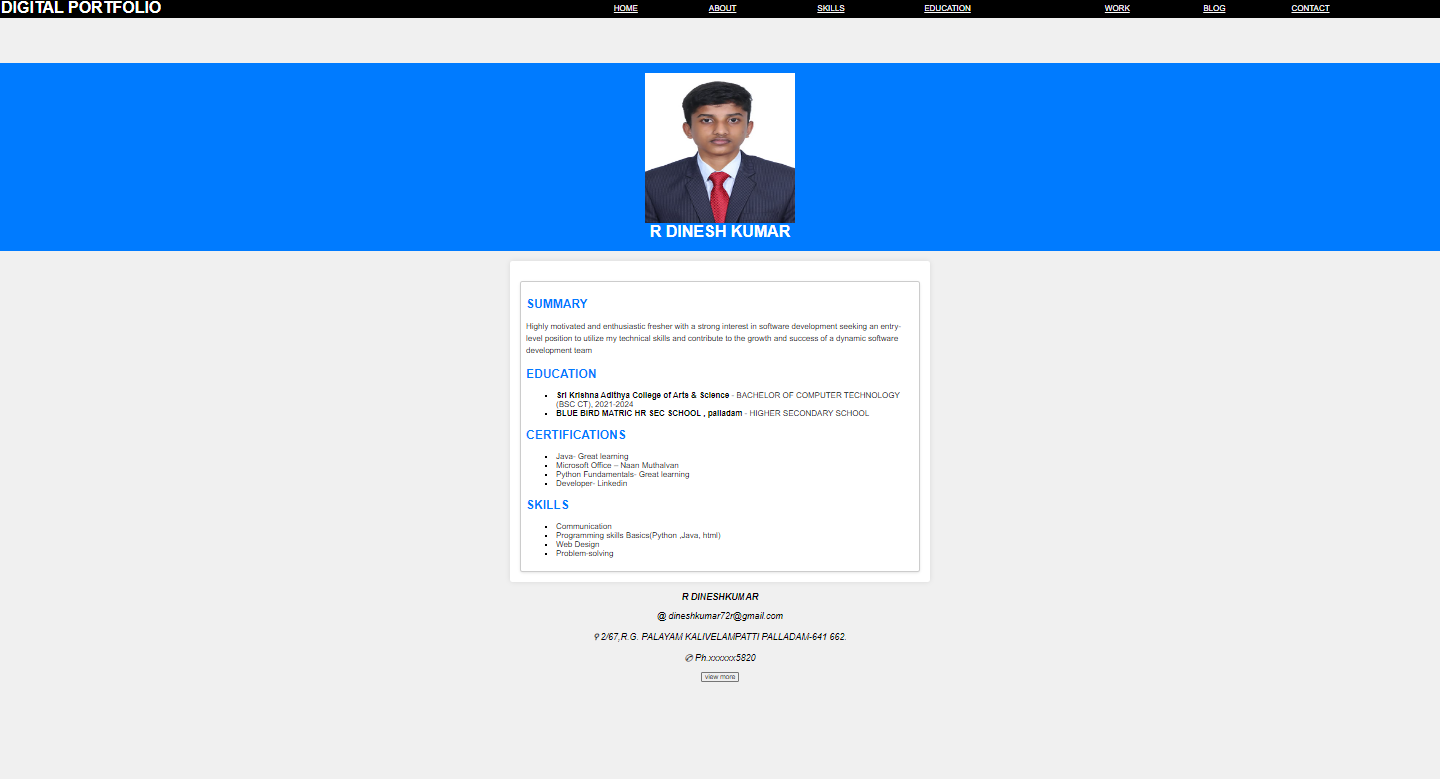 DIGITAL PORTFOLIO
HOME ABOUT SKILLS EDUCATION WORK BLOG CONTACT
R DINESH KUMAR
SUMMARY
Highly motivated and enthusiastic fresher with a strong interest in software development seeking an entry-
level position to utilize my technical skills and contribute to the growth and success of a dynamic software
development team
EDUCATION
Sri Krishna Adithya College of Arts & Science - BACHELOR OF COMPUTER TECHNOLOGY
(BSC CT), 2021-2024
BLUE BIRD MATRIC HR SEC SCHOOL , palladam - HIGHER SECONDARY SCHOOL
CERTIFICATIONS
Java- Great learning
Microsoft Office – Naan Muthalvan
Python Fundamentals- Great learning
Developer- Linkedin
SKILLS
Communication
Programming skills Basics(Python ,Java, html)
Web Design
Problem-solving
R DINESHKUMAR
@ dineshkumar72r@gmail.com
2/67,R.G. PALAYAM KALIVELAMPATTI PALLADAM-641 662.
Ph.xxxxxx5820
view more